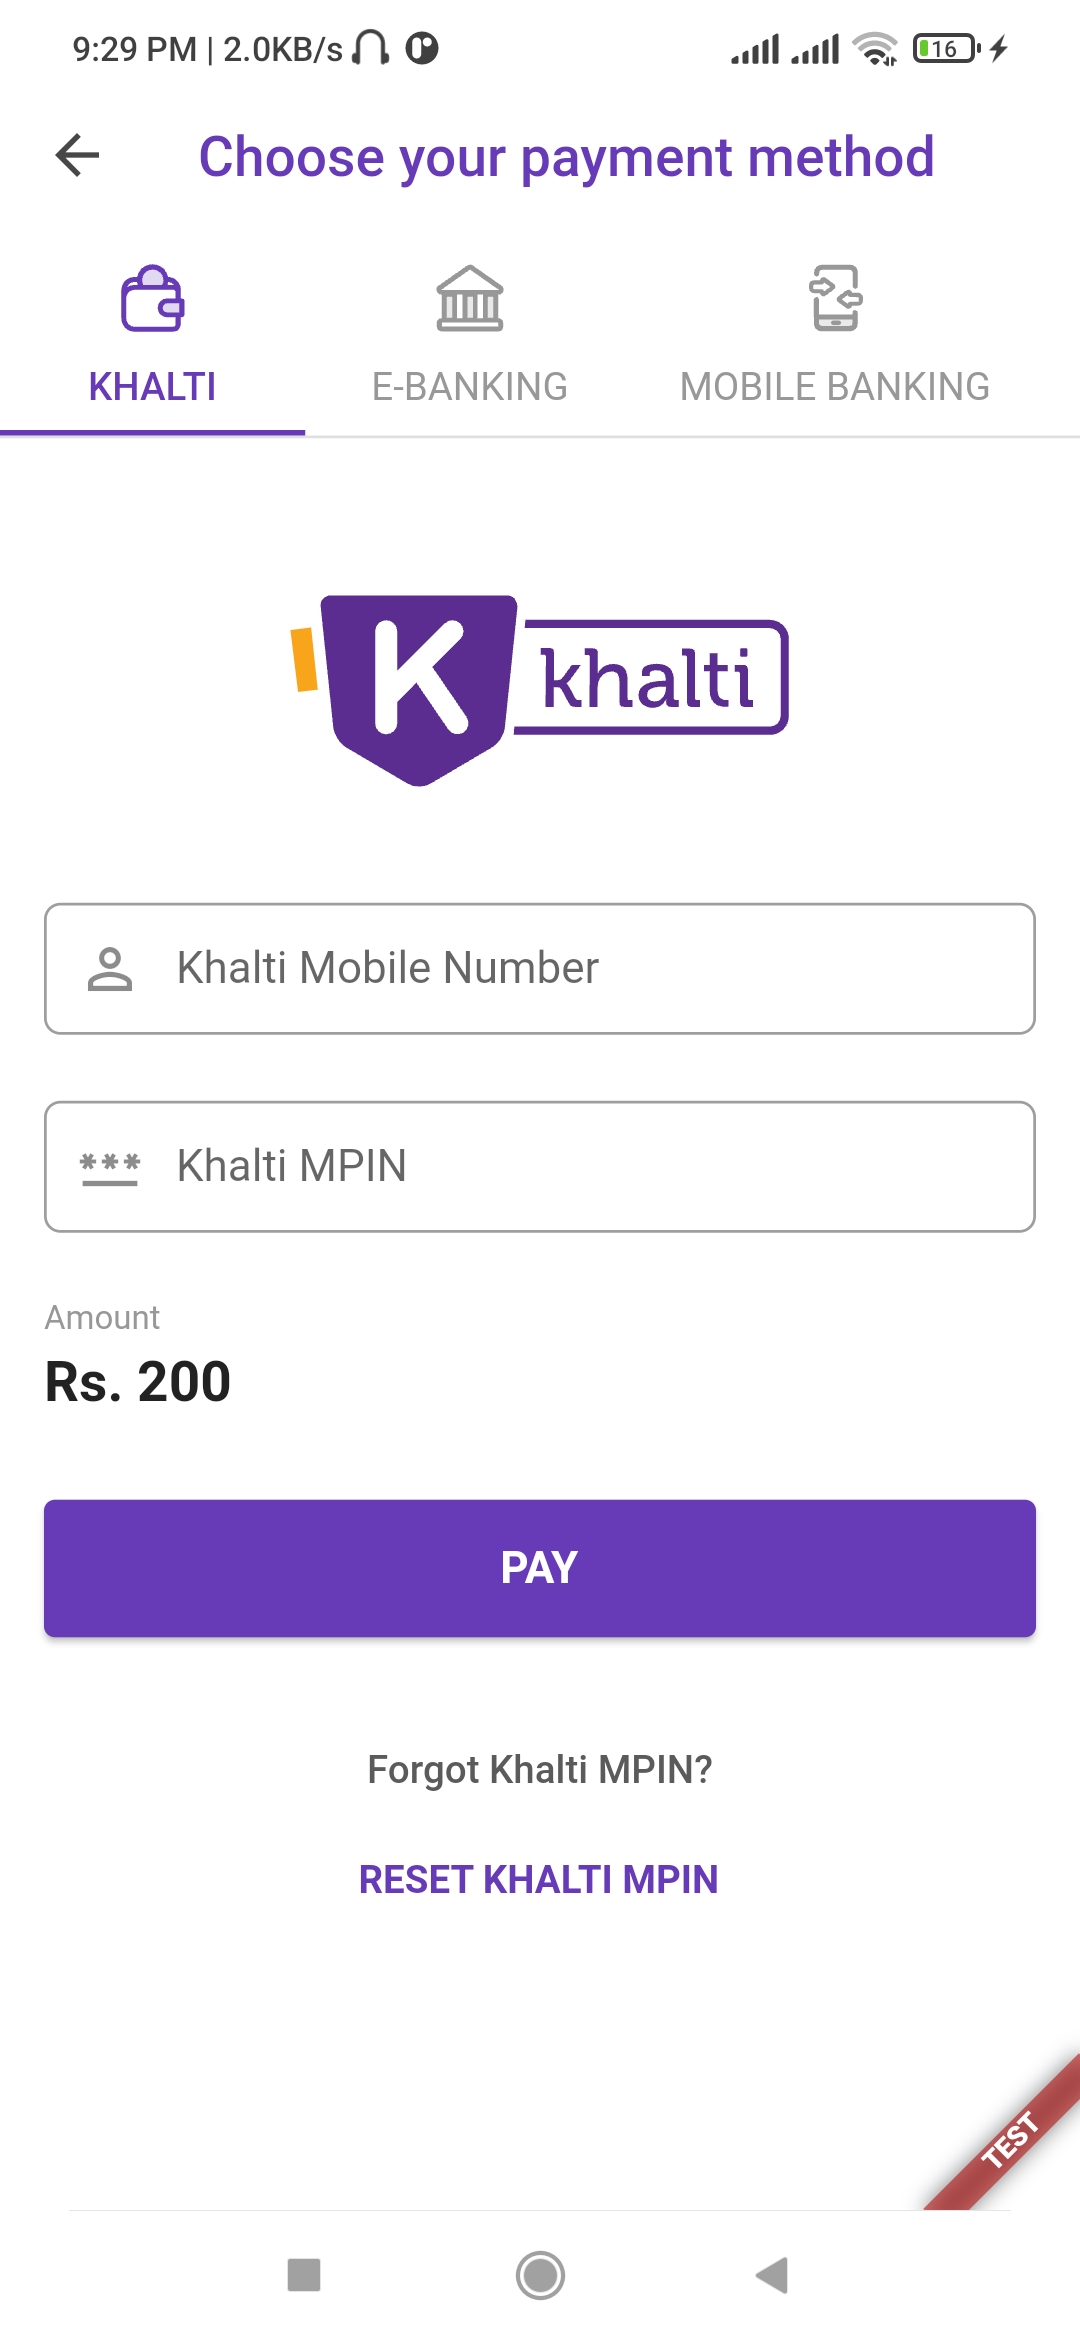 9:29 PM | 2.0KB/s
16
Choose your payment method
KHALTI
E-BANKING
MOBILE BANKING
K khalti
Khalti Mobile Number
*** Khalti MPIN
Amount
Rs. 200
PAY
Forgot Khalti MPIN?
RESET KHALTI MPIN
TEST